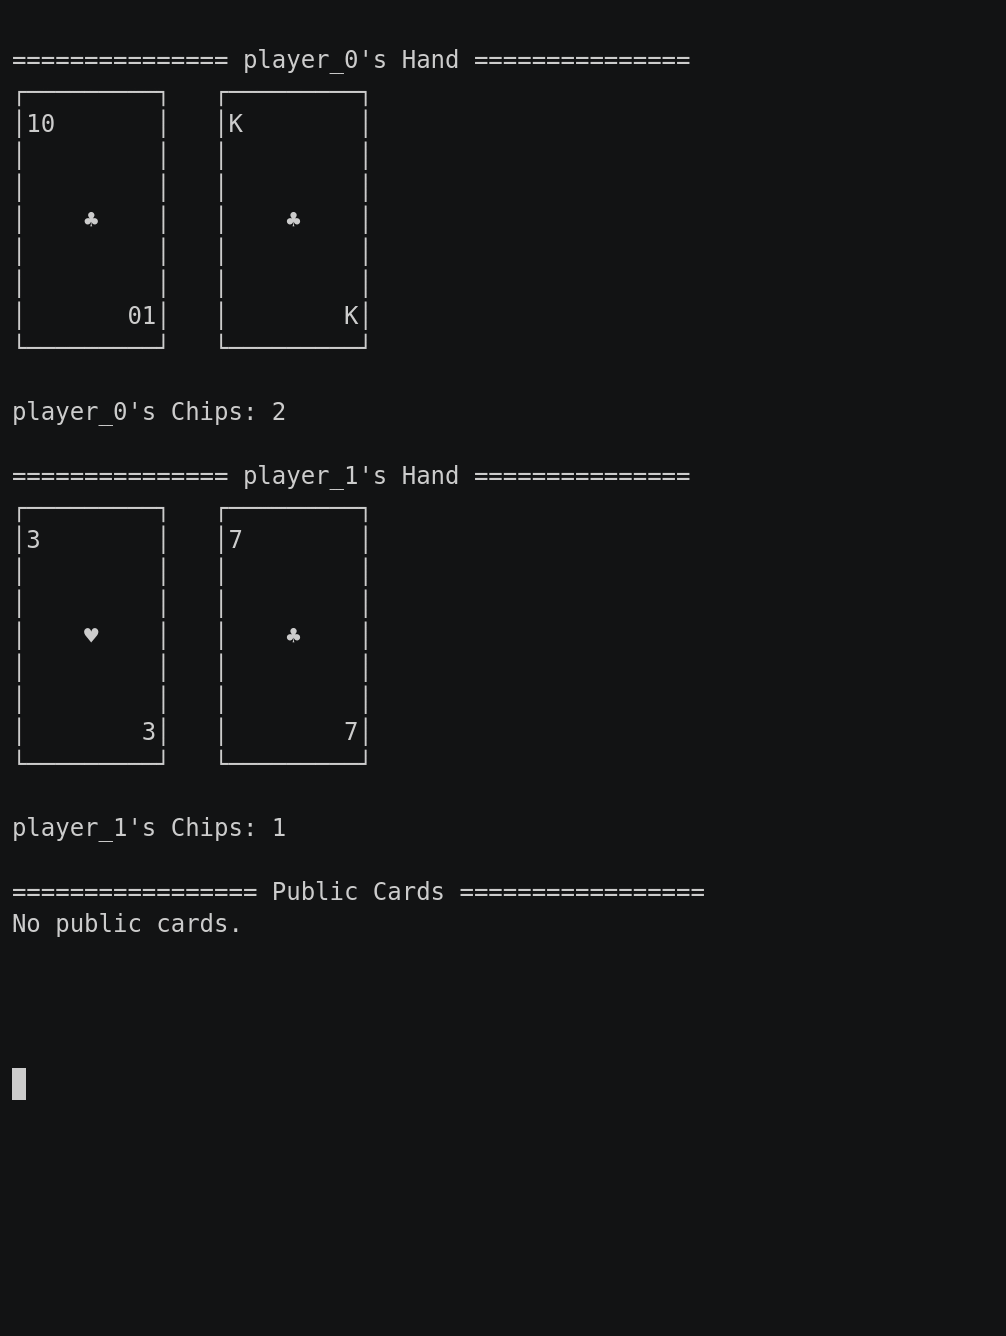 =============== player_0's Hand ===============
┌─────────┐   ┌─────────┐
│10       │   │K        │
│         │   │         │
│         │   │         │
│    ♣    │   │    ♣    │
│         │   │         │
│         │   │         │
│       01│   │        K│
└─────────┘   └─────────┘
player_0's Chips: 2
=============== player_1's Hand ===============
┌─────────┐   ┌─────────┐
│3        │   │7        │
│         │   │         │
│         │   │         │
│    ♥    │   │    ♣    │
│         │   │         │
│         │   │         │
│        3│   │        7│
└─────────┘   └─────────┘
player_1's Chips: 1
================= Public Cards =================
No public cards.